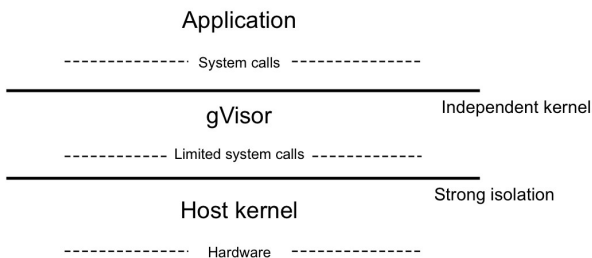 Application
System calls
Independent kernel
gVisor
Limited system calls
Strong isolation
Host kernel
Hardware